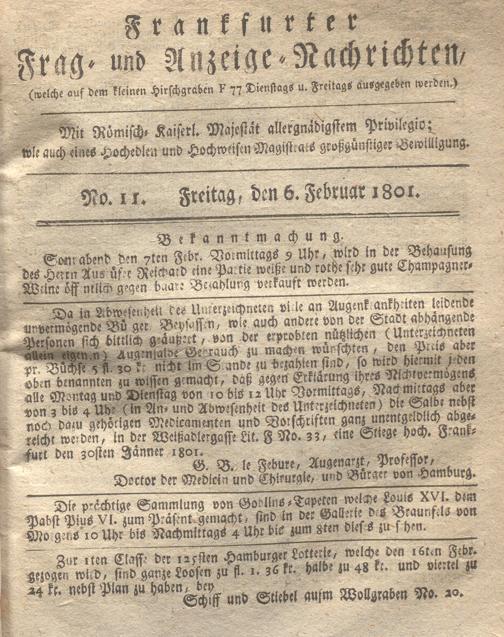 Frankfurter
Frag- und Anzeige-Nachrichten,
(welche auf dem kleinen Hirschgraben F 77 Dienstags u. Freitags ausgegeben werden.)
Mit Römisch-Kaiserl. Majestät allergnädigstem Privilegio;
wie auch eines Hochedlen und Hochweisen Magistrats großgünstiger Bewilligung.
No. 11. Freitag, den 6. Februar 1801.
Bekanntmachung.
Sonnabend den 7ten Febr. Vormittags 9 Uhr, wird in der Behausung
des Herrn Reichard eine Partie weiße und rothe sehr gute Champagner-
Weine öffentlich gegen baare Bezahlung verkauft werden.
Da in Abwesenheit des Unterzeichneten viele an Augenkrankheiten leidende
unvermögende Bürger, Beysassen, wie auch andere von der Stadt abhängende
Personen sich bittlich geäußert, von der erprobten nützlichen (Unterzeichneten
allein eigenen) Augensalbe Gebrauch zu machen wünschten, den Preis aber
pr. Büchse 5 fl. 30 kr. nicht im Stande zu bezahlen sind, so wird hiermit jeden
oben benannten zu wissen gemacht, daß gegen Erklärung ihres Nichtvermögens
alle Montag und Dienstag von 10 bis 12 Uhr Vormittags, Nachmittags aber
von 3 bis 4 Uhr (in An- und Abwesenheit des Unterzeichneten) die Salbe nebst
noch dazu gehörigen Medicamenten und Vorschriften ganz unentgeldlich abge-
reicht werden, in der Weißadlergasse Lit. F No. 33, eine Stiege hoch. Frank-
furt den 30sten Jänner 1801.
G. B. le Febure, Augenarzt, Professor,
Doctor der Medecin und Chirurgie, und Bürger von Hamburg.
Die prächtige Sammlung von Goblins-Tapeten welche Louis XVI. dem
Pabst Pius VI. zum Präsent gemacht, sind in der Gallerie des Braunfels von
Morgens 10 Uhr bis Nachmittags 4 Uhr bis zum 8ten dieses zu sehen.
Zur 1ten Classe der 125sten Hamburger Lotterie, welche den 16ten Febr.
gezogen wird, sind ganze Loosen zu fl. 1. 36 kr. halbe zu 48 kr. und viertel zu
24 kr. nebst Plan zu haben, bey
Schiff und Stiebel aufm Wollgraben No. 20.